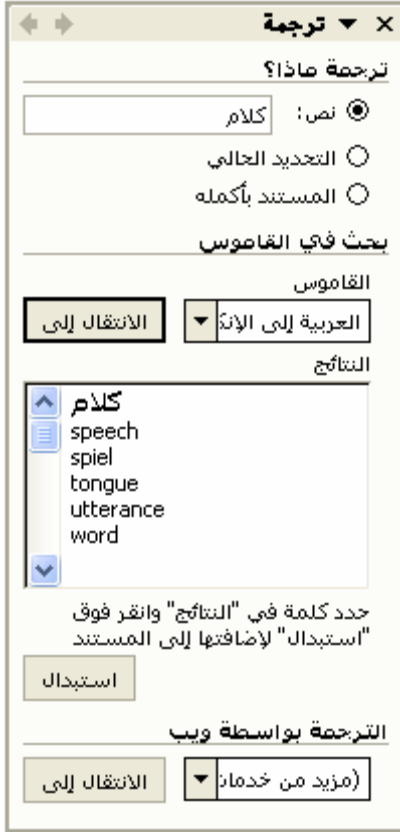 ترجمة
ترجمة ماذا؟
نص: كلام
التحديد الحالي
المستند بأكمله
بحث في القاموس
القاموس
العربية إلى الإنك الانتقال إلى
النتائج
كلام
speech
spiel
tongue
utterance
word
حدد كلمة في "النتائج" وانقر فوق
"استبدال" لإضافتها إلى المستند
استبدال
الترجمة بواسطة ويب
(مزيد من خدمات الانتقال إلى